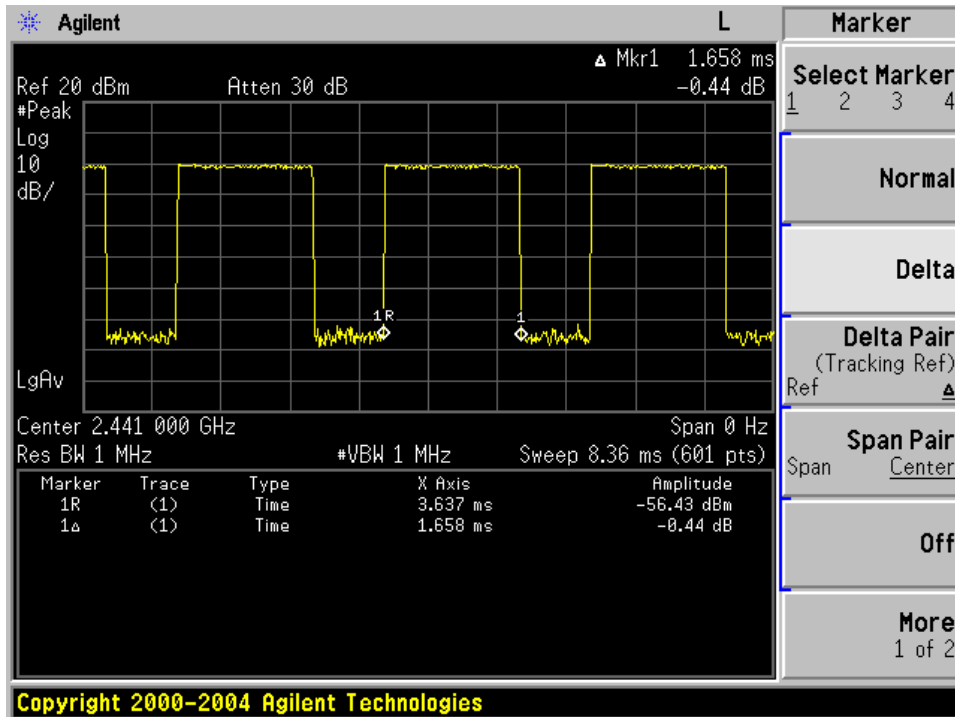 Agilent L
Δ Mkr1 1.658 ms
Ref 20 dBm Atten 30 dB -0.44 dB
#Peak
Log
10
dB/
1R
1
LgAv
Center 2.441 000 GHz Span 0 Hz
Res BW 1 MHz #VBW 1 MHz Sweep 8.36 ms (601 pts)
Marker Trace Type X Axis Amplitude
1R (1) Time 3.637 ms -56.43 dBm
1Δ (1) Time 1.658 ms -0.44 dB
Marker
Select Marker
1 2 3 4
Normal
Delta
Delta Pair
(Tracking Ref)
Ref Δ
Span Pair
Span Center
Off
More
1 of 2
Copyright 2000-2004 Agilent Technologies